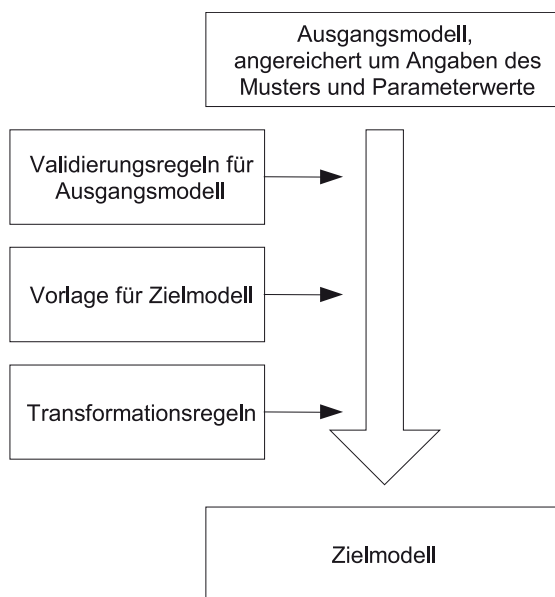 Ausgangsmodell,
angereichert um Angaben des
Musters und Parameterwerte
Validierungsregeln für
Ausgangsmodell
Vorlage für Zielmodell
Transformationsregeln
Zielmodell